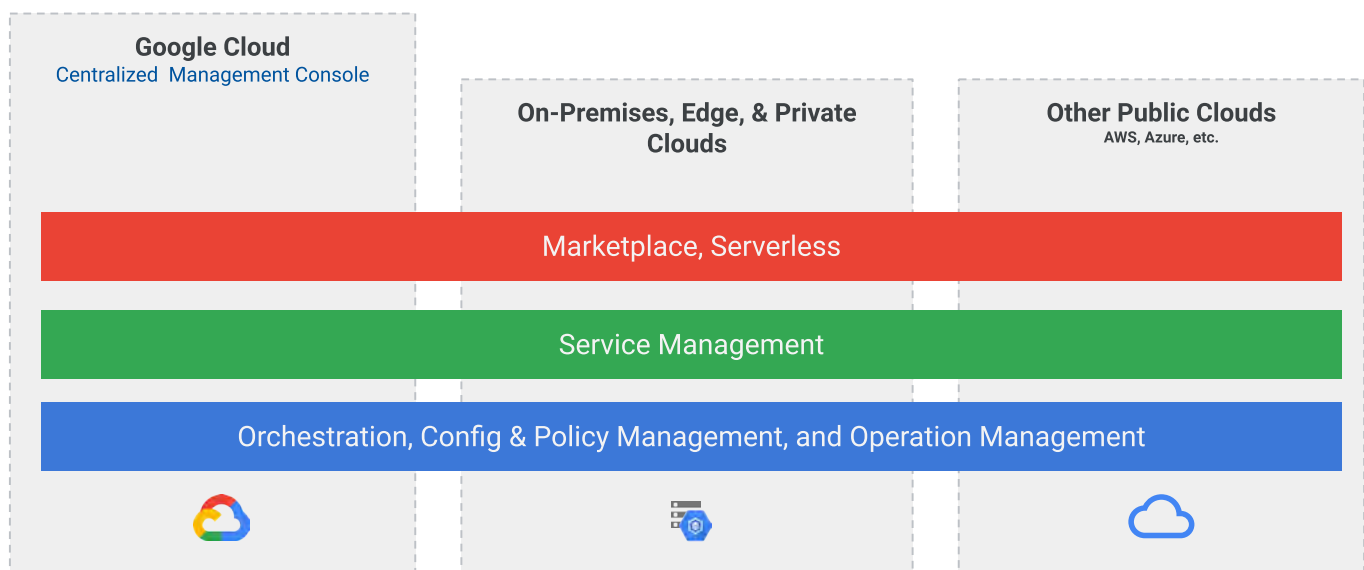 Google Cloud
Centralized  Management Console
On-Premises, Edge, & Private
Clouds
Other Public Clouds
AWS, Azure, etc.
Marketplace, Serverless
Service Management
Orchestration, Config & Policy Management, and Operation Management